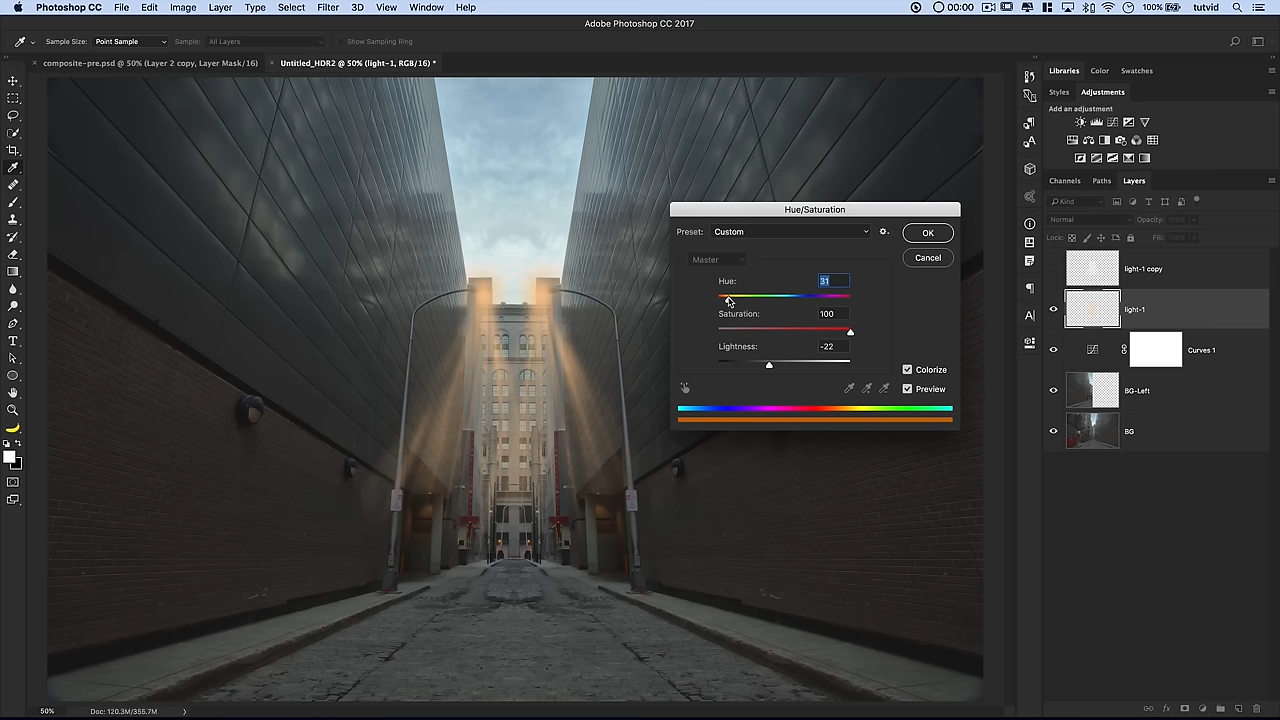 Photoshop CC File Edit Image Layer Type Select Filter 3D View Window Help 00:00 100% tutvid
Adobe Photoshop CC 2017
Sample Size: Point Sample Sample: All Layers Show Sampling Ring
composite-pre.psd @ 50% (Layer 2 copy, Layer Mask/16) Untitled_HDR2 @ 50% (light-1, RGB/16) *
Libraries Color Swatches
Styles Adjustments
Add an adjustment
Channels Paths Layers
Kind
Normal Opacity: 100%
Lock: Fill: 100%
light-1 copy
light-1
Curves 1
BG-Left
BG
Hue/Saturation
Preset: Custom OK
Master Cancel
Hue: 31
Saturation: 100
Lightness: -22
Colorize
Preview
50% Doc: 120.3M/355.7M